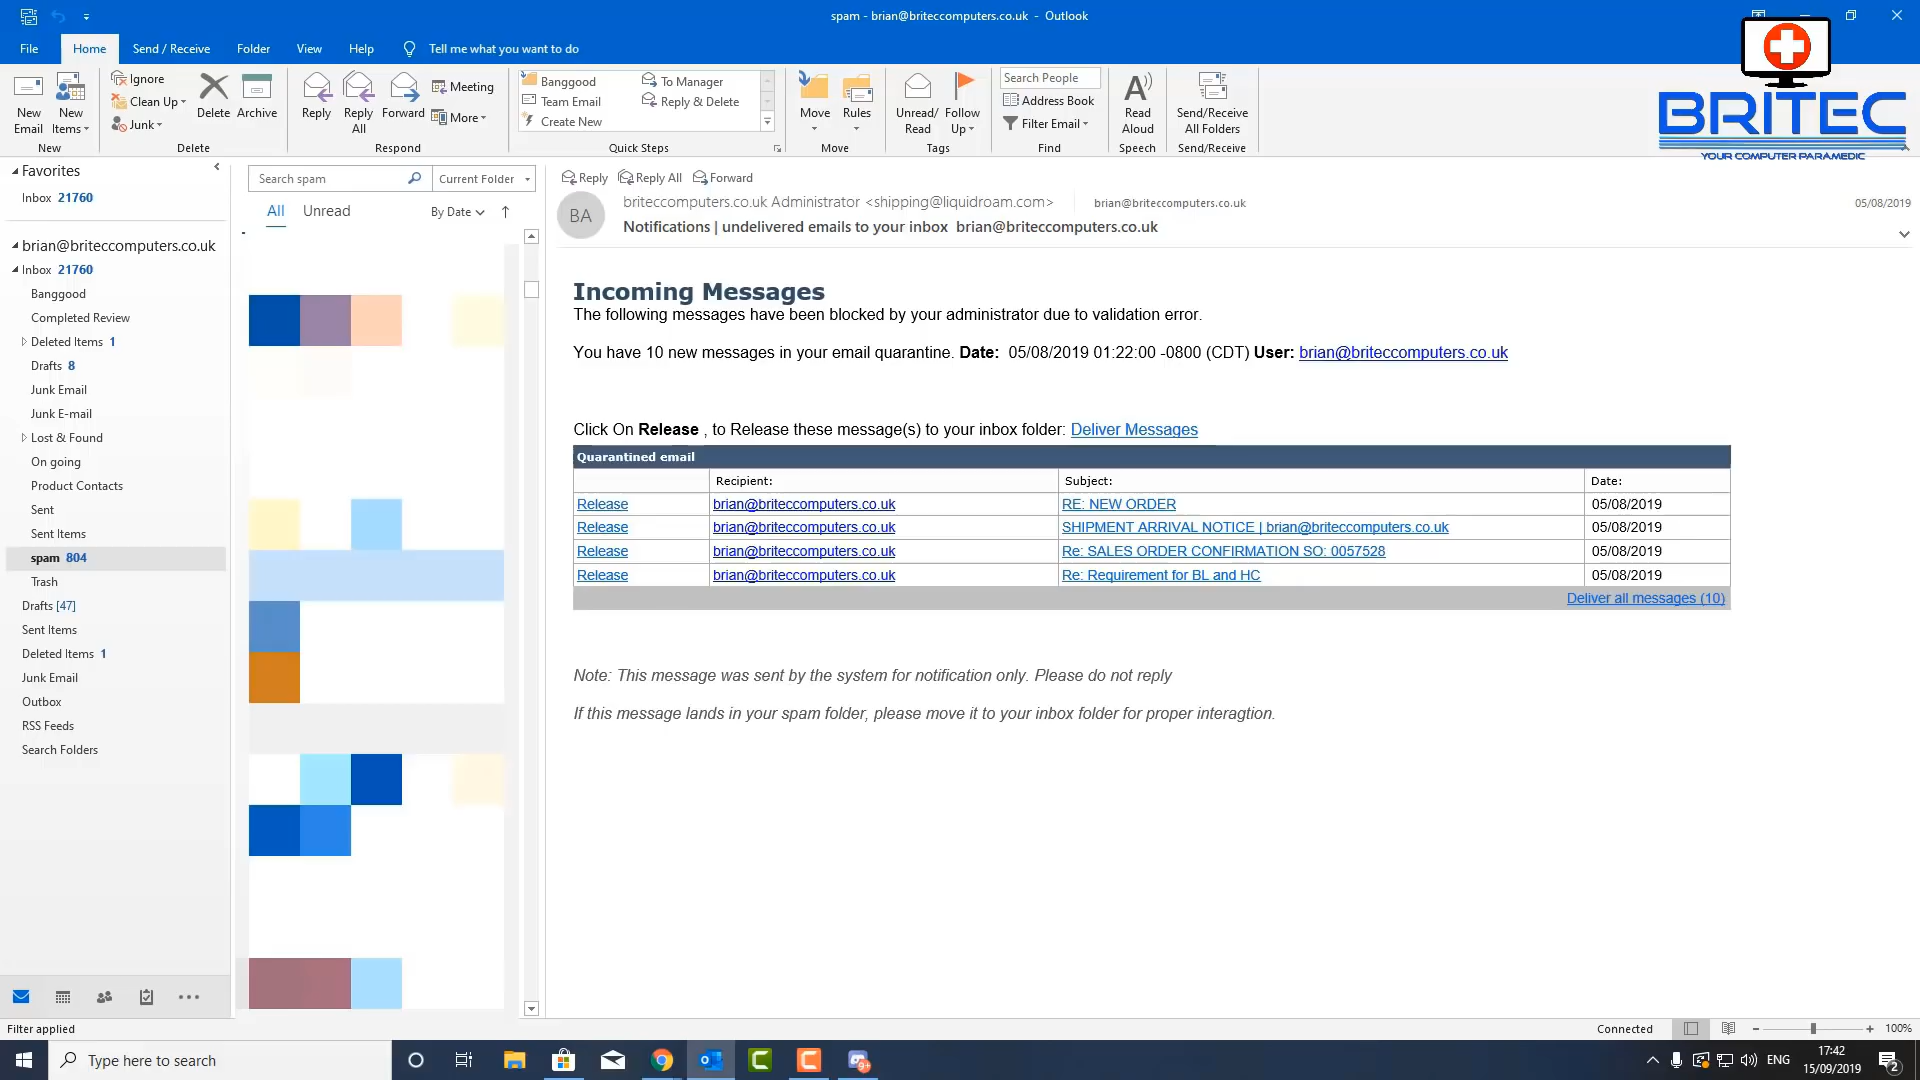 spam - brian@briteccomputers.co.uk - Outlook
File Home Send / Receive Folder View Help Tell me what you want to do
New Email
New Items
New
Ignore
Clean Up
Junk
Delete
Archive
Delete
Reply
Reply All
Forward
Meeting
More
Respond
Banggood
Team Email
Create New
To Manager
Reply & Delete
Quick Steps
Move
Rules
Move
Unread/ Read
Follow Up
Tags
Search People
Address Book
Filter Email
Find
Read Aloud
Speech
Send/Receive All Folders
Send/Receive
BRITEC
YOUR COMPUTER PARAMEDIC
Favorites
Inbox 21760
brian@briteccomputers.co.uk
Inbox 21760
Banggood
Completed Review
Deleted Items 1
Drafts 8
Junk Email
Junk E-mail
Lost & Found
On going
Product Contacts
Sent
Sent Items
spam 804
Trash
Drafts [47]
Sent Items
Deleted Items 1
Junk Email
Outbox
RSS Feeds
Search Folders
Search spam
Current Folder
All Unread By Date
Reply Reply All Forward
BA
briteccomputers.co.uk Administrator <shipping@liquidroam.com> brian@briteccomputers.co.uk 05/08/2019
Notifications | undelivered emails to your inbox brian@briteccomputers.co.uk
Incoming Messages
The following messages have been blocked by your administrator due to validation error.
You have 10 new messages in your email quarantine. Date: 05/08/2019 01:22:00 -0800 (CDT) User: brian@briteccomputers.co.uk
Click On Release , to Release these message(s) to your inbox folder: Deliver Messages
Quarantined email
Recipient: Subject: Date:
Release brian@briteccomputers.co.uk RE: NEW ORDER 05/08/2019
Release brian@briteccomputers.co.uk SHIPMENT ARRIVAL NOTICE | brian@briteccomputers.co.uk 05/08/2019
Release brian@briteccomputers.co.uk Re: SALES ORDER CONFIRMATION SO: 0057528 05/08/2019
Release brian@briteccomputers.co.uk Re: Requirement for BL and HC 05/08/2019
Deliver all messages (10)
Note: This message was sent by the system for notification only. Please do not reply
If this message lands in your spam folder, please move it to your inbox folder for proper interagtion.
Filter applied
Connected
100%
Type here to search
9+
ENG
17:42
15/09/2019
2